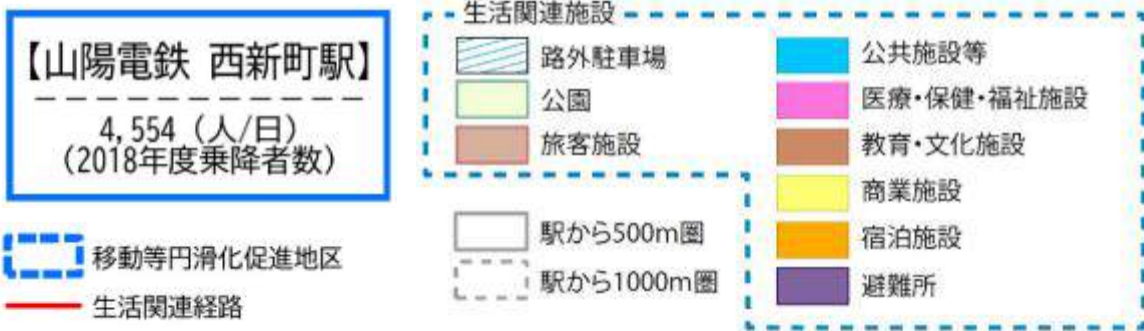 【山陽電鉄 西新町駅】
4,554（人/日）
（2018年度乗降者数）
移動等円滑化促進地区
生活関連経路
生活関連施設
路外駐車場
公園
旅客施設
駅から500m圏
駅から1000m圏
公共施設等
医療・保健・福祉施設
教育・文化施設
商業施設
宿泊施設
避難所